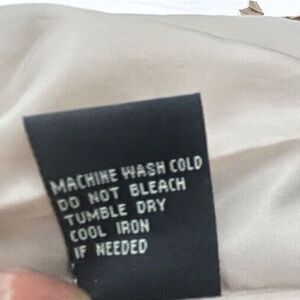 MACHINE WASH COLD
DO NOT BLEACH
TUMBLE DRY
COOL IRON
IF NEEDED